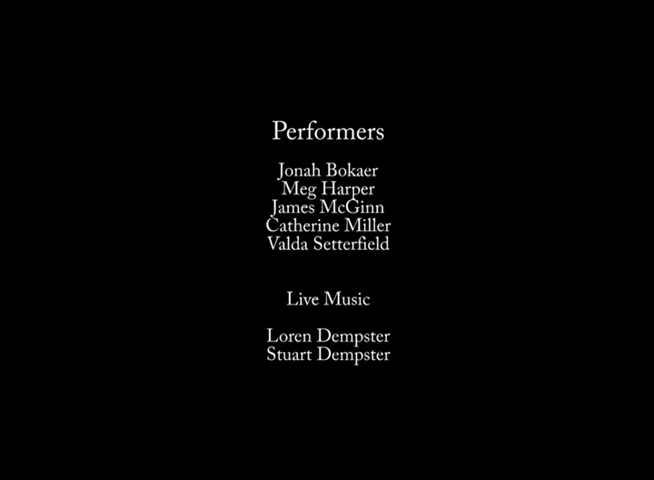 Performers
Jonah Bokaer
Meg Harper
James McGinn
Catherine Miller
Valda Setterfield
Live Music
Loren Dempster
Stuart Dempster